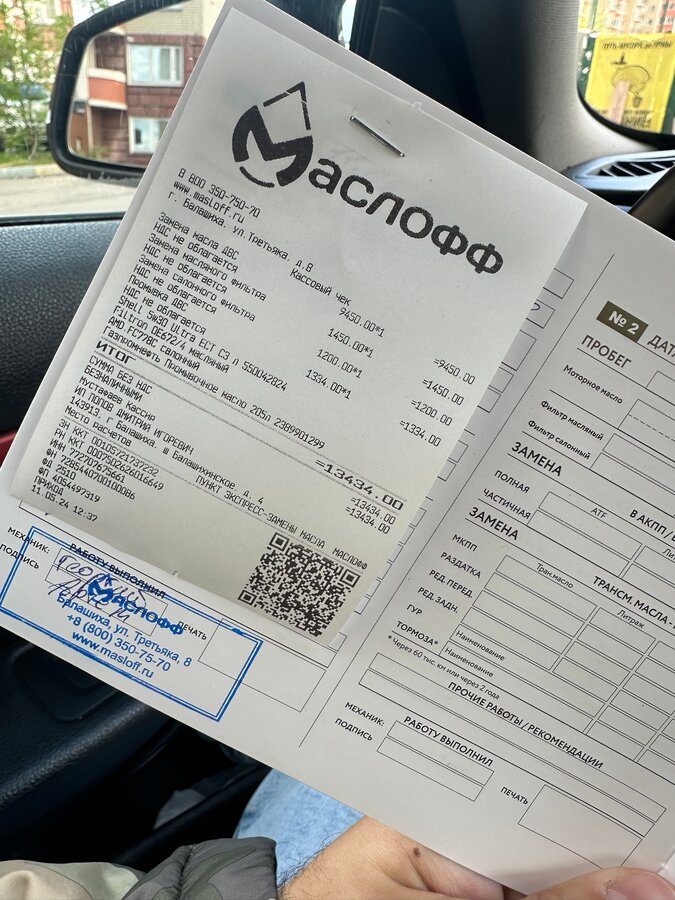 маслофф
8 800 350-750-70
www.masloff.ru
г. Балашиха, ул.Третьяка, д.8
Кассовый чек
Замена масла ДВС
9450.00*1
=9450.00
НДС не облагается
Замена масляного фильтра
1450.00*1
=1450.00
НДС не облагается
Замена салонного фильтра
1200.00*1
=1200.00
НДС не облагается
Промывка ДВС
1334.00*1
=1334.00
НДС не облагается
Shell 5w30 Ultra ECT C3 л 550042824
Filtron OE672/4 масляный
AMD.FC78C Салонный
Газпромнефть Промывочное масло 205л 2389901299
ИТОГ
=13434.00
СУММА БЕЗ НДС
=13434.00
БЕЗНАЛИЧНЫМИ
=13434.00
Мустафаев Кассир
ИП ПОПОВ ДМИТРИЙ ИГОРЕВИЧ
143913, г Балашиха, ш Балашихинское, д. 4
Место расчетов
ПУНКТ ЭКСПРЕСС-ЗАМЕНЫ МАСЛА МАСЛОФФ
ЗН ККТ 00105721737232
РН ККТ 0007502626016649
ИНН 772207675661
ФН 7285440700100086
ФД 2510
ФП 4054497319
ПРИХОД
11.05.24 12:37
МЕХАНИК:
РАБОТУ ВЫПОЛНИЛ
ПОДПИСЬ
ПЕЧАТЬ
Маслофф
Балашиха, ул. Третьяка, 8
+8 (800) 350-75-70
www.masloff.ru
№ 2
ДАТА
ПРОБЕГ
Моторное масло
Фильтр масляный
Фильтр салонный
ЗАМЕНА
ATF
В АКПП /
ПОЛНАЯ
ЧАСТИЧНАЯ
ЗАМЕНА
ТРАНСМ. МАСЛА
Тран.масло
Литраж
МКПП
РАЗДАТКА
РЕД.ПЕРЕД.
РЕД.ЗАДН.
ГУР
Наименование
ТОРМОЗА*
Наименование
* Через 60 тыс. км или через 2 года
ПРОЧИЕ РАБОТЫ / РЕКОМЕНДАЦИИ
МЕХАНИК:
РАБОТУ ВЫПОЛНИЛ
ПОДПИСЬ
ПЕЧАТЬ